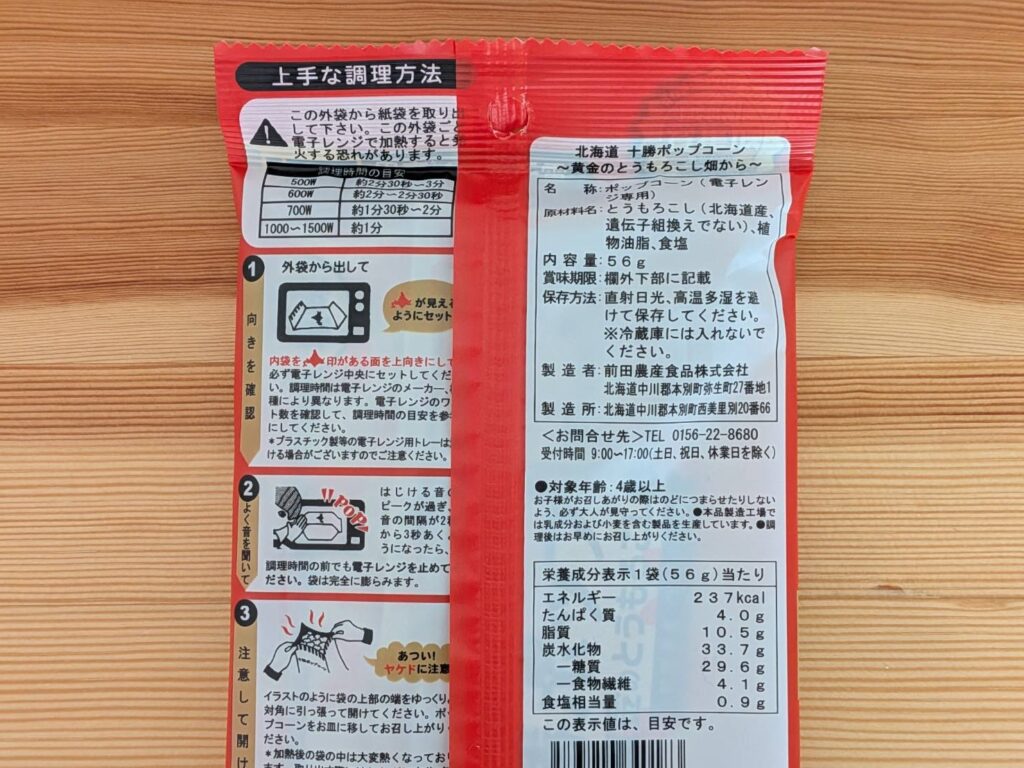 上手な調理方法
この外袋から紙袋を取り出
して下さい。この外袋ごと
電子レンジで加熱すると発
火する恐れがあります。
調理時間の目安
500W 約2分30秒〜3分
600W 約2分〜2分30秒
700W 約1分30秒〜2分
1000〜1500W 約1分
1
向きを確認
外袋から出して
が見える
ようにセット
内袋を 印がある面を上向きにして
必ず電子レンジ中央にセットしてくだ
い。調理時間は電子レンジのメーカー、
種により異なります。電子レンジのワ
ト数を確認して、調理時間の目安を参
にしてください。
*プラスチック製等の電子レンジ用トレーは
ける場合がございますのでご注意ください。
2
よく音を聞いて
POP!
はじける音の
ピークが過ぎ、
音の間隔が2秒
から3秒あくよ
うになったら、
調理時間の前でも電子レンジを止めて
ださい。袋は完全に膨らみます。
3
注意して開け
あつい!
ヤケドに注意
イラストのように袋の上部の端をゆっくり
対角に引っ張って開けてください。ポ
プコーンをお皿に移してお召し上がり
ださい。
*加熱後の袋の中は大変熱くなってお
北海道 十勝ポップコーン
〜黄金のとうもろこし畑から〜
名称:ポップコーン(電子レン
ジ専用)
原材料名:とうもろこし(北海道産、
遺伝子組換えでない)、植
物油脂、食塩
内容量:56g
賞味期限:欄外下部に記載
保存方法:直射日光、高温多湿を避
けて保存してください。
※冷蔵庫には入れないで
ください。
製造者:前田農産食品株式会社
北海道中川郡本別町弥生町27番地1
製造所:北海道中川郡本別町西美里別20番66
<お問合せ先>TEL 0156-22-8680
受付時間 9:00〜17:00(土日、祝日、休業日を除く)
●対象年齢:4歳以上
お子様がお召しあがりの際はのどにつまらせたりしない
よう、必ず大人が見守ってください。●本品製造工場で
は乳成分および小麦を含む製品を生産しています。●調
理後はお早めにお召し上がりください。
栄養成分表示1袋(56g)当たり
エネルギー 237kcal
たんぱく質 4.0g
脂質 10.5g
炭水化物 33.7g
―糖質 29.6g
―食物繊維 4.1g
食塩相当量 0.9g
この表示値は、目安です。